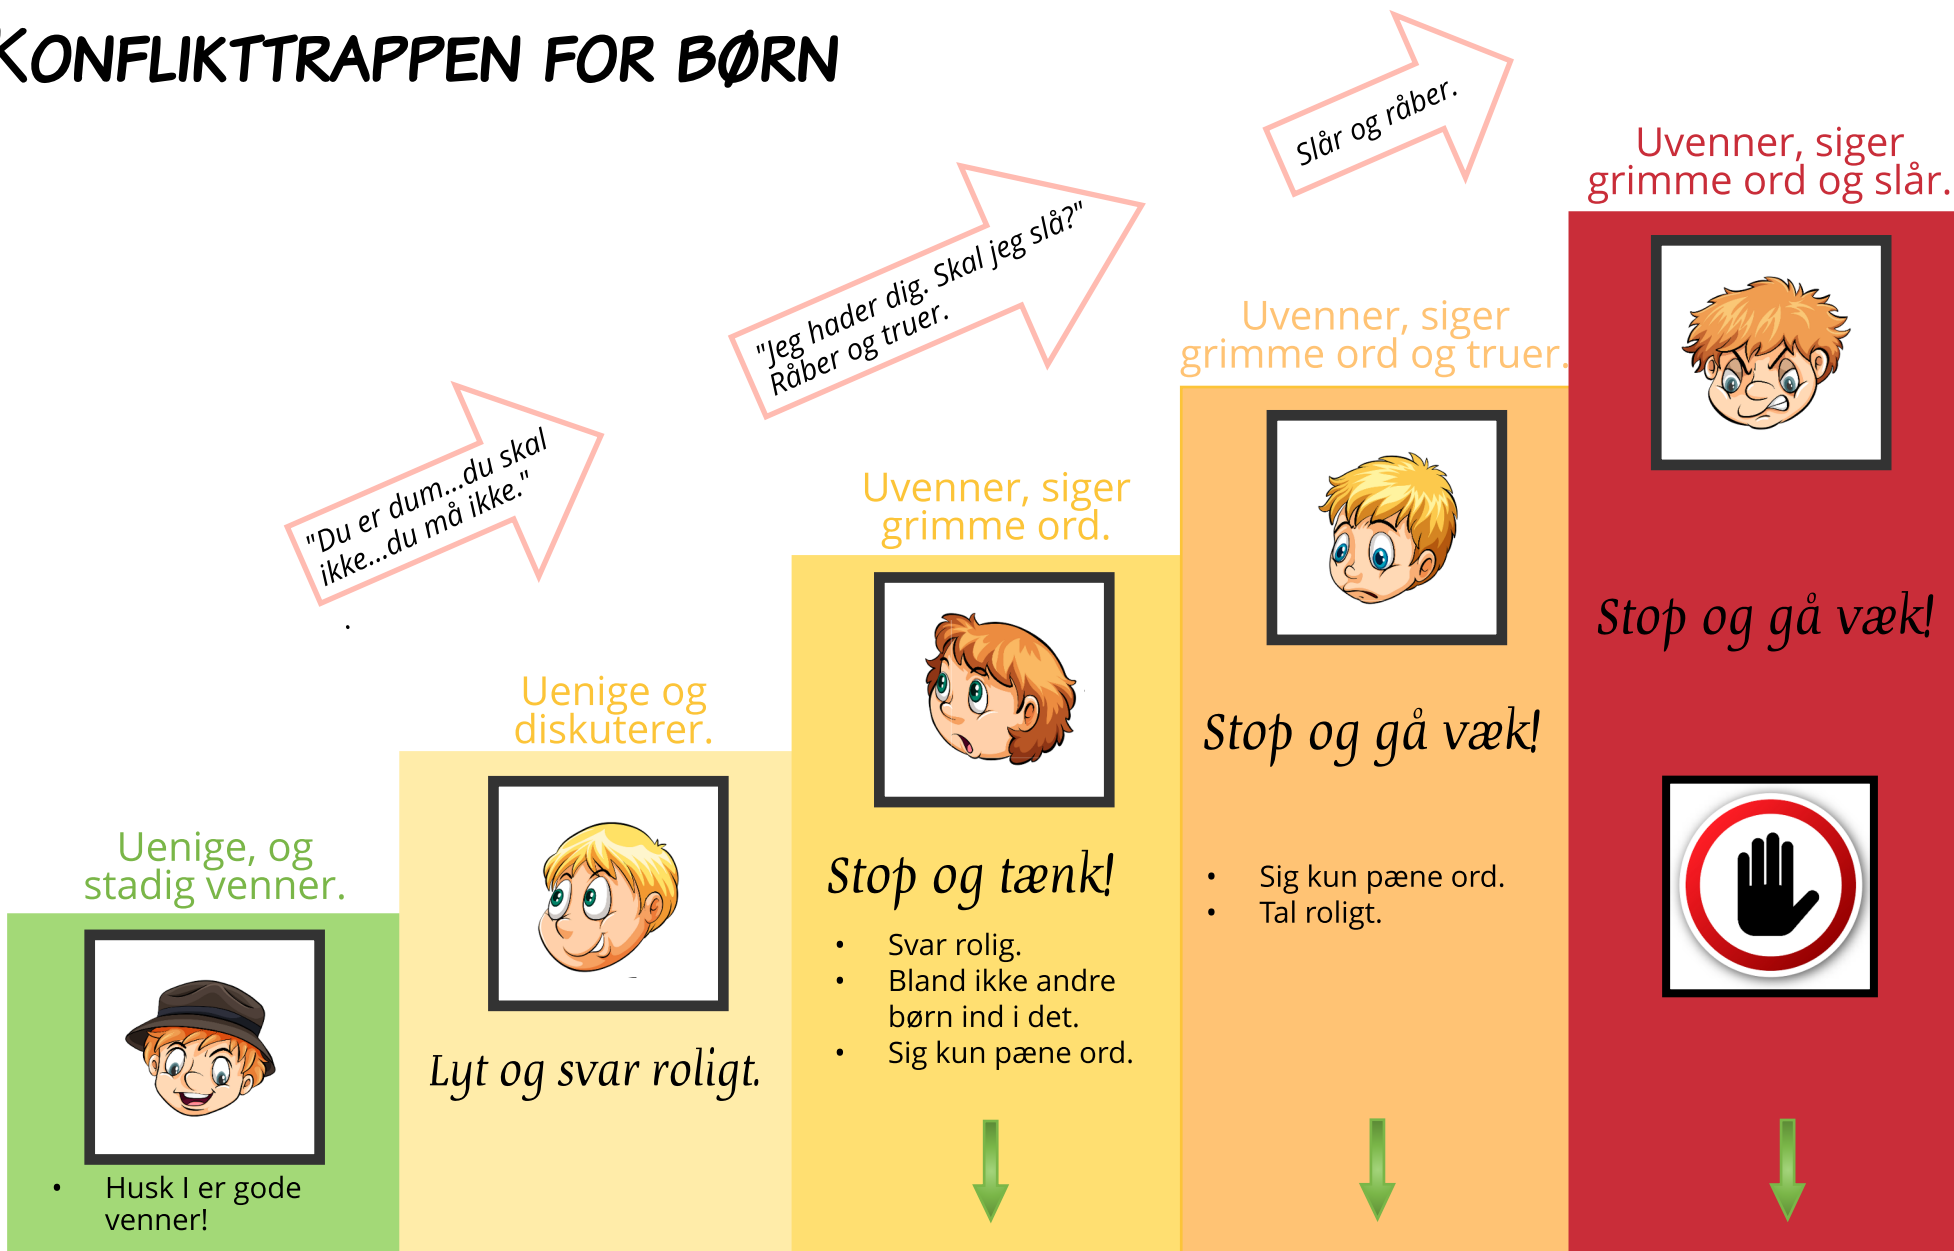 KONFLIKTTRAPPEN FOR BØRN
Slår og råber.
"Jeg hader dig. Skal jeg slå?"
Råber og truer.
"Du er dum...du skal
ikke...du må ikke."
.
Uenige, og
stadig venner.
• Husk I er gode
venner!
Uenige og
diskuterer.
Lyt og svar roligt.
Uvenner, siger
grimme ord.
Stop og tænk!
• Svar rolig.
• Bland ikke andre
børn ind i det.
• Sig kun pæne ord.
Uvenner, siger
grimme ord og truer.
Stop og gå væk!
• Sig kun pæne ord.
• Tal roligt.
Uvenner, siger
grimme ord og slår.
Stop og gå væk!